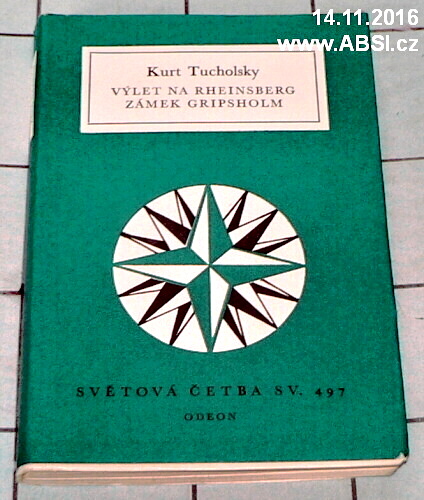 14.11.2016
www.ABSI.cz
Kurt Tucholsky
VÝLET NA RHEINSBERG
ZÁMEK GRIPSHOLM
SVĚTOVÁ ČETBA SV. 497
ODEON